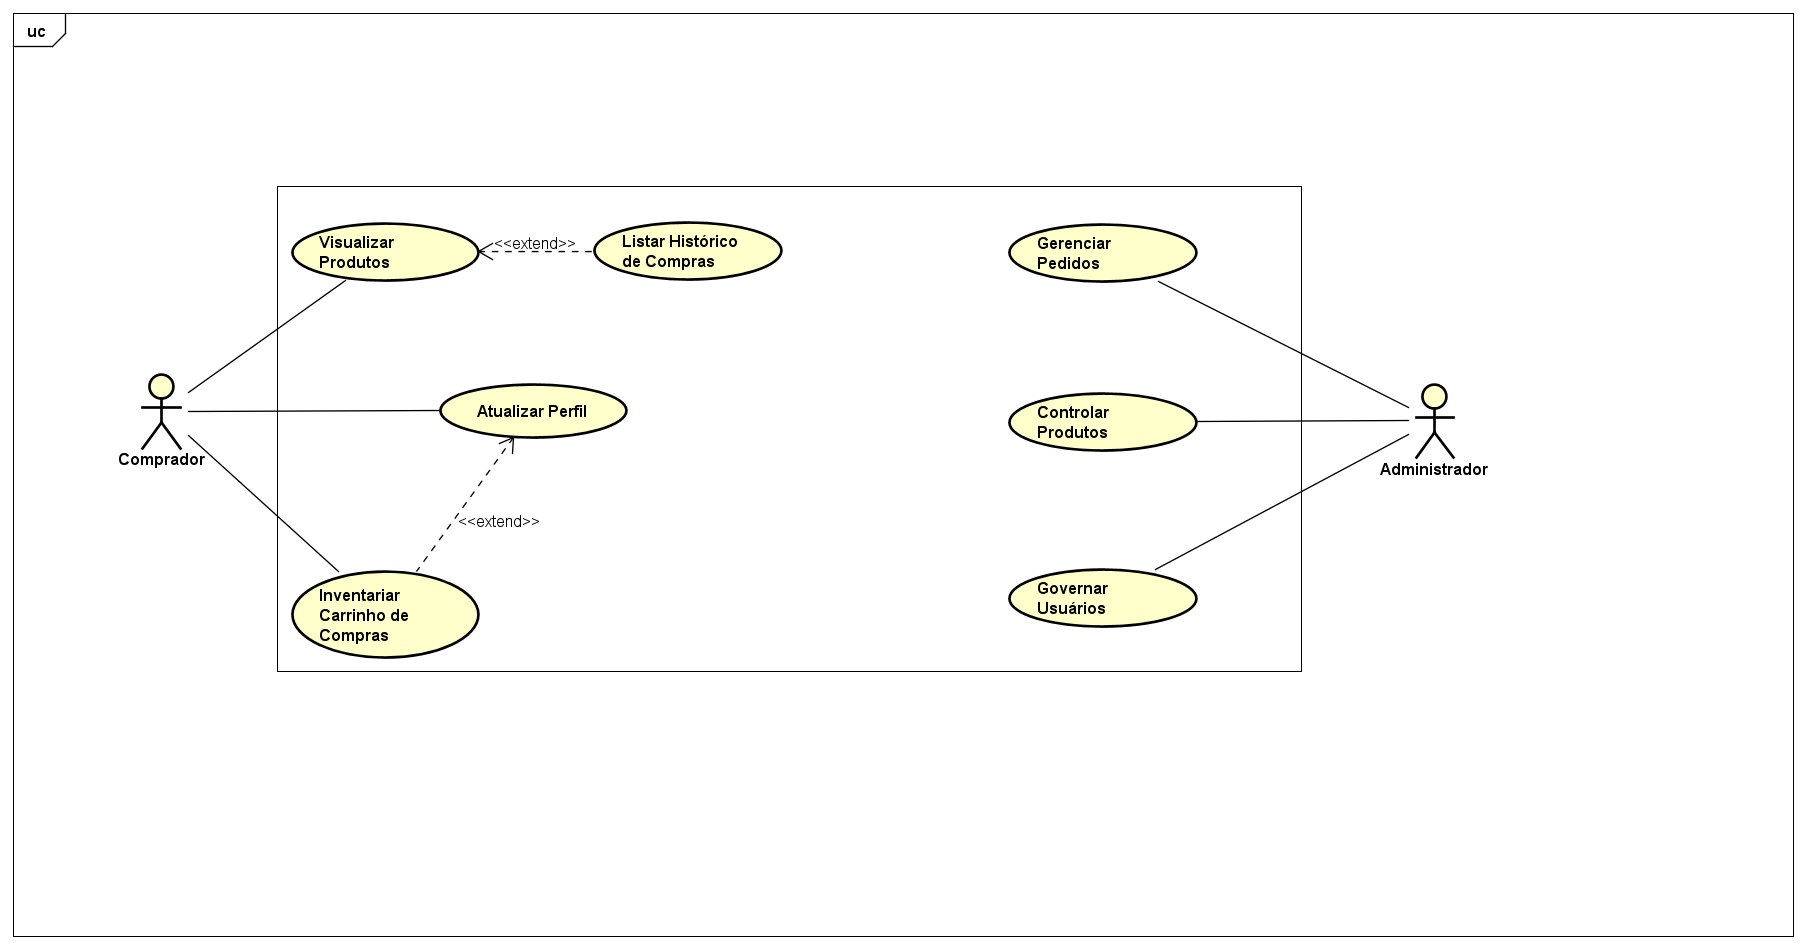 uc
Visualizar
Produtos
<<extend>>
Listar Histórico
de Compras
Gerenciar
Pedidos
Atualizar Perfil
Controlar
Produtos
Comprador
Administrador
<<extend>>
Inventariar
Carrinho de
Compras
Governar
Usuários